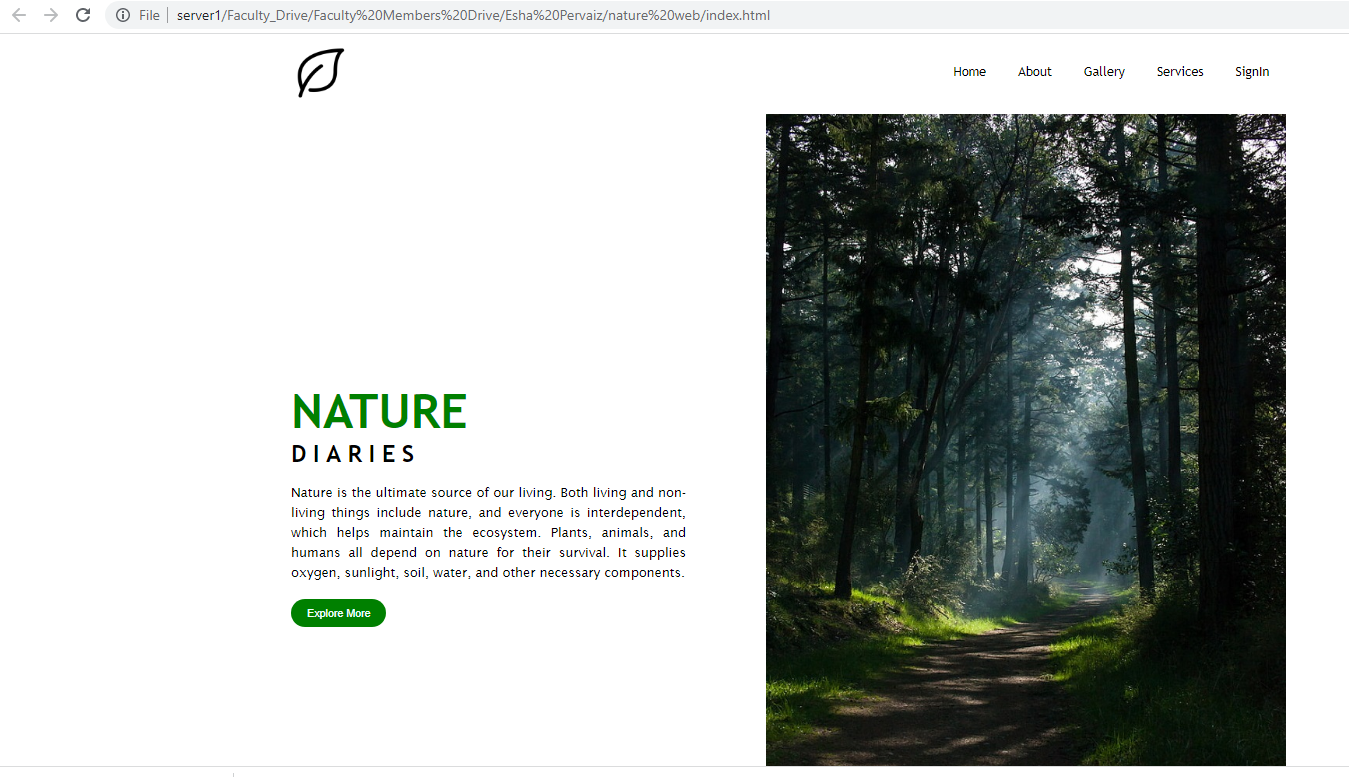 File server1/Faculty_Drive/Faculty%20Members%20Drive/Esha%20Pervaiz/nature%20web/index.html
Home About Gallery Services SignIn
NATURE
DIARIES
Nature is the ultimate source of our living. Both living and non-
living things include nature, and everyone is interdependent,
which helps maintain the ecosystem. Plants, animals, and
humans all depend on nature for their survival. It supplies
oxygen, sunlight, soil, water, and other necessary components.
Explore More